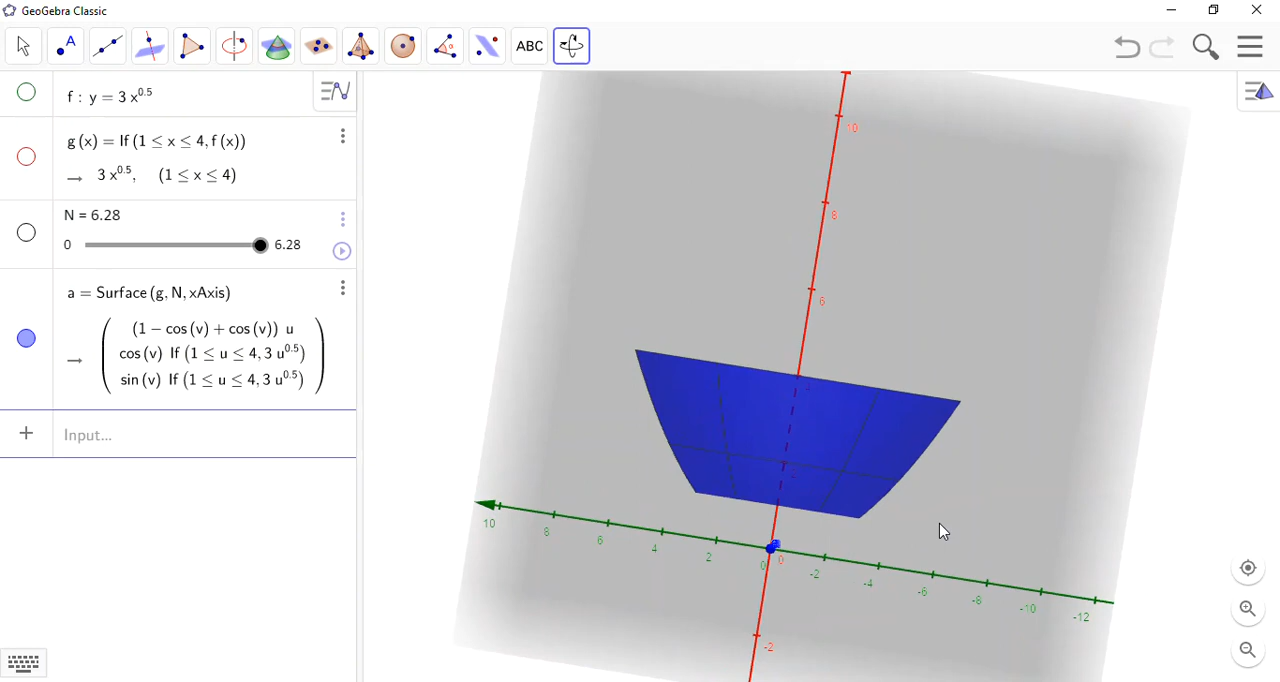 GeoGebra Classic
ABC
f : y = 3 x^0.5
g (x) = If (1 ≤ x ≤ 4, f (x))
→ 3 x^0.5, (1 ≤ x ≤ 4)
N = 6.28
0 6.28
a = Surface (g, N, xAxis)
(1 − cos (v) + cos (v)) u
→ cos (v) If (1 ≤ u ≤ 4, 3 u^0.5)
sin (v) If (1 ≤ u ≤ 4, 3 u^0.5)
+ Input...
10
8
6
10 8 6 4 2 0 0 -2 -4 -6 -8 -10 -12
-2